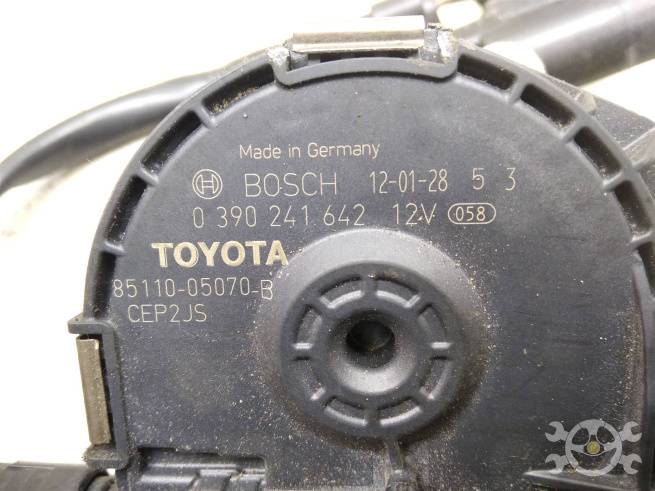 Made in Germany
BOSCH 12-01-28 5 3
0 390 241 642 12V 058
TOYOTA
85110-05070-B
CEP2JS